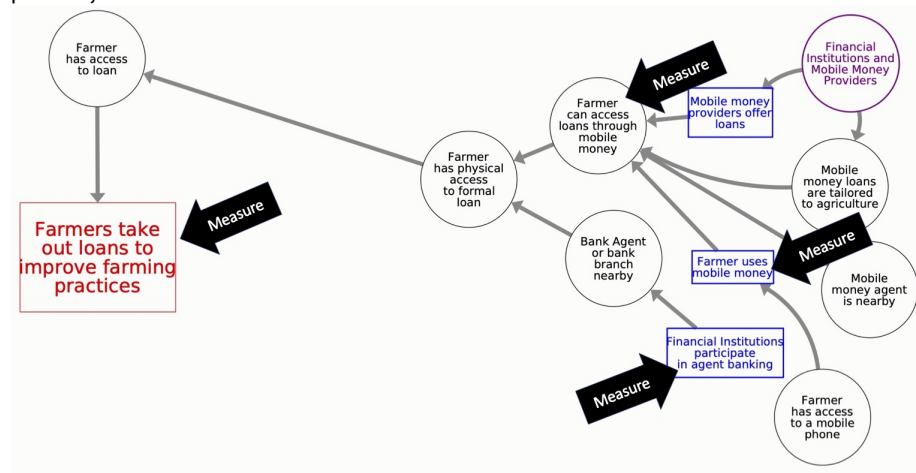 Farmer
has access
to loan
Farmers take
out loans to
improve farming
practices
Measure
Farmer
has physical
access
to formal
loan
Farmer
can access
loans through
mobile
money
Measure
Mobile money
providers offer
loans
Financial
Institutions and
Mobile Money
Providers
Mobile
money loans
are tailored
to agriculture
Bank Agent
or bank
branch
nearby
Farmer uses
mobile money
Measure
Mobile
money agent
is nearby
Financial Institutions
participate
in agent banking
Measure
Farmer
has access
to a mobile
phone